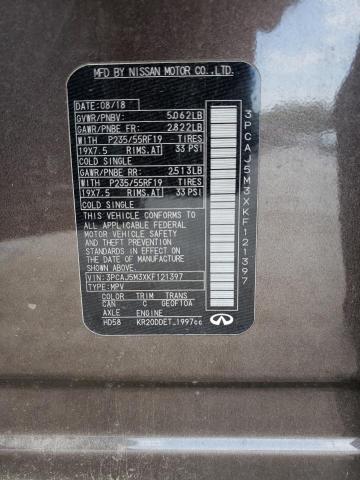 MFD BY NISSAN MOTOR CO.,LTD.
DATE: 08/18
GVWR/PNBV: 5062LB
GAWR/PNBE FR: 2822LB
WITH P235/55RF19 TIRES
19X7.5 RIMS.AT 33 PSI
COLD SINGLE
GAWR/PNBE RR: 2513LB
WITH P235/55RF19 TIRES
19X7.5 RIMS.AT 33 PSI
COLD SINGLE
THIS VEHICLE CONFORMS TO
ALL APPLICABLE U.S. FEDERAL
MOTOR VEHICLE SAFETY
AND THEFT PREVENTION
STANDARDS IN EFFECT ON
THE DATE OF MANUFACTURE
SHOWN ABOVE.
VIN:3PCAJ5M3XKF121397
TYPE:MPV
COLOR TRIM TRANS
CAN C GE0F10A
AXLE ENGINE
HD58 KR20DDET_1997cc
3PCAJ5M3XKF121397